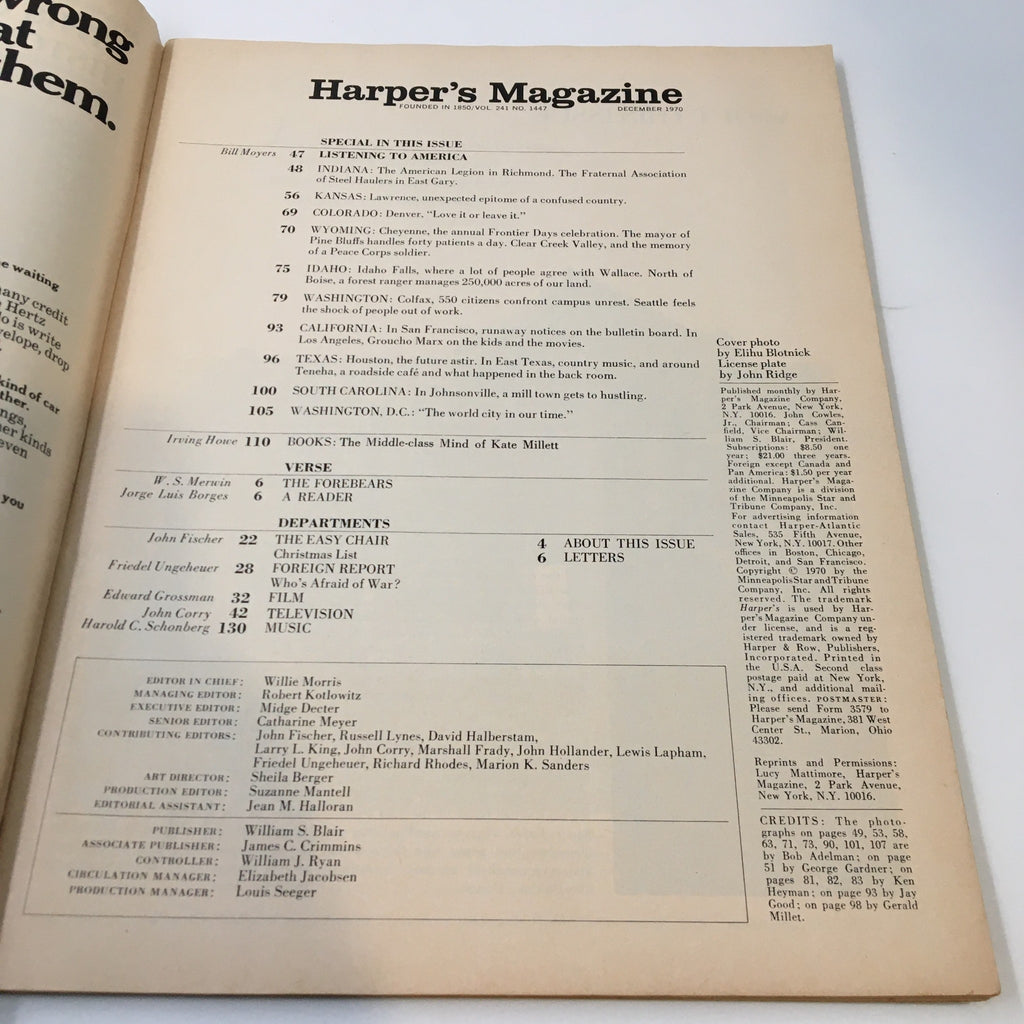 wrong
at
them.
e waiting
any credit
Hertz
lo is write
velope, drop
kind of car
ther.
ngs,
er kinds
even
you
Harper's Magazine
FOUNDED IN 1850/VOL. 241 NO. 1447 DECEMBER 1970
SPECIAL IN THIS ISSUE
Bill Moyers 47 LISTENING TO AMERICA
48 INDIANA: The American Legion in Richmond. The Fraternal Association
of Steel Haulers in East Gary.
56 KANSAS: Lawrence, unexpected epitome of a confused country.
69 COLORADO: Denver, "Love it or leave it."
70 WYOMING: Cheyenne, the annual Frontier Days celebration. The mayor of
Pine Bluffs handles forty patients a day. Clear Creek Valley, and the memory
of a Peace Corps soldier.
75 IDAHO: Idaho Falls, where a lot of people agree with Wallace. North of
Boise, a forest ranger manages 250,000 acres of our land.
79 WASHINGTON: Colfax, 550 citizens confront campus unrest. Seattle feels
the shock of people out of work.
93 CALIFORNIA: In San Francisco, runaway notices on the bulletin board. In
Los Angeles, Groucho Marx on the kids and the movies.
96 TEXAS: Houston, the future astir. In East Texas, country music, and around
Teneha, a roadside café and what happened in the back room.
100 SOUTH CAROLINA: In Johnsonville, a mill town gets to hustling.
105 WASHINGTON, D.C.: "The world city in our time."
Irving Howe 110 BOOKS: The Middle-class Mind of Kate Millett
VERSE
W. S. Merwin 6 THE FOREBEARS
Jorge Luis Borges 6 A READER
DEPARTMENTS
John Fischer 22 THE EASY CHAIR
Christmas List
Friedel Ungeheuer 28 FOREIGN REPORT
Who's Afraid of War?
Edward Grossman 32 FILM
John Corry 42 TELEVISION
Harold C. Schonberg 130 MUSIC
4 ABOUT THIS ISSUE
6 LETTERS
EDITOR IN CHIEF: Willie Morris
MANAGING EDITOR: Robert Kotlowitz
EXECUTIVE EDITOR: Midge Decter
SENIOR EDITOR: Catharine Meyer
CONTRIBUTING EDITORS: John Fischer, Russell Lynes, David Halberstam,
Larry L. King, John Corry, Marshall Frady, John Hollander, Lewis Lapham,
Friedel Ungeheuer, Richard Rhodes, Marion K. Sanders
ART DIRECTOR: Sheila Berger
PRODUCTION EDITOR: Suzanne Mantell
EDITORIAL ASSISTANT: Jean M. Halloran
PUBLISHER: William S. Blair
ASSOCIATE PUBLISHER: James C. Crimmins
CONTROLLER: William J. Ryan
CIRCULATION MANAGER: Elizabeth Jacobsen
PRODUCTION MANAGER: Louis Seeger
Cover photo
by Elihu Blotnick
License plate
by John Ridge
Published monthly by Har-
per's Magazine Company,
2 Park Avenue, New York,
N.Y. 10016. John Cowles,
Jr., Chairman; Cass Can-
field, Vice Chairman; Wil-
liam S. Blair, President.
Subscriptions: $8.50 one
year; $21.00 three years.
Foreign except Canada and
Pan America: $1.50 per year
additional. Harper's Maga-
zine Company is a division
of the Minneapolis Star and
Tribune Company, Inc.
For advertising information
contact Harper-Atlantic
Sales, 535 Fifth Avenue,
New York, N.Y. 10017. Other
offices in Boston, Chicago,
Detroit, and San Francisco.
Copyright © 1970 by the
Minneapolis Star and Tribune
Company, Inc. All rights
reserved. The trademark
Harper's is used by Har-
per's Magazine Company un-
der license, and is a reg-
istered trademark owned by
Harper & Row, Publishers,
Incorporated. Printed in
the U.S.A. Second class
postage paid at New York,
N.Y., and additional mail-
ing offices. POSTMASTER:
Please send Form 3579 to
Harper's Magazine, 381 West
Center St., Marion, Ohio
43302.
Reprints and Permissions:
Lucy Mattimore, Harper's
Magazine, 2 Park Avenue,
New York, N.Y. 10016.
CREDITS: The photo-
graphs on pages 49, 53, 58,
63, 71, 73, 90, 101, 107 are
by Bob Adelman; on page
51 by George Gardner; on
pages 81, 82, 83 by Ken
Heyman; on page 93 by Jay
Good; on page 98 by Gerald
Millet.